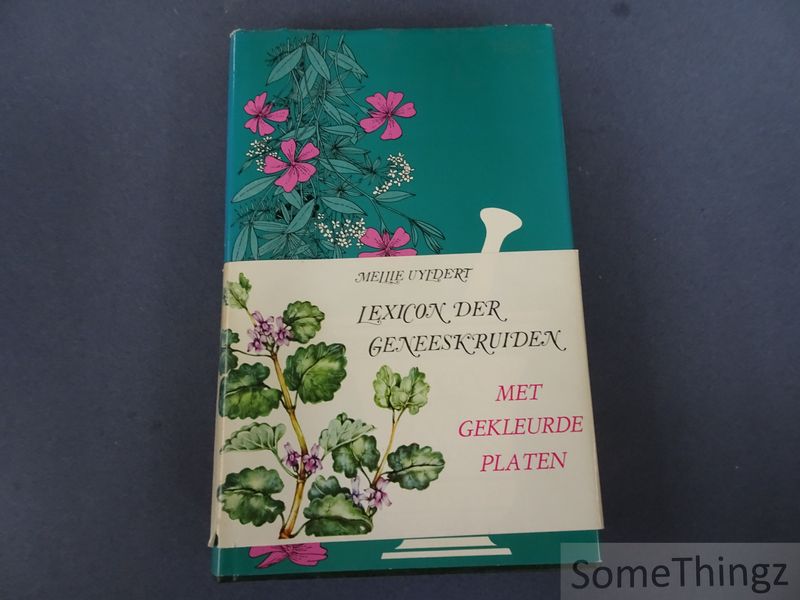 MELLIE UYLDERT
LEXICON DER
GENEESKRUIDEN
MET
GEKLEURDE
PLATEN
SomeThingz